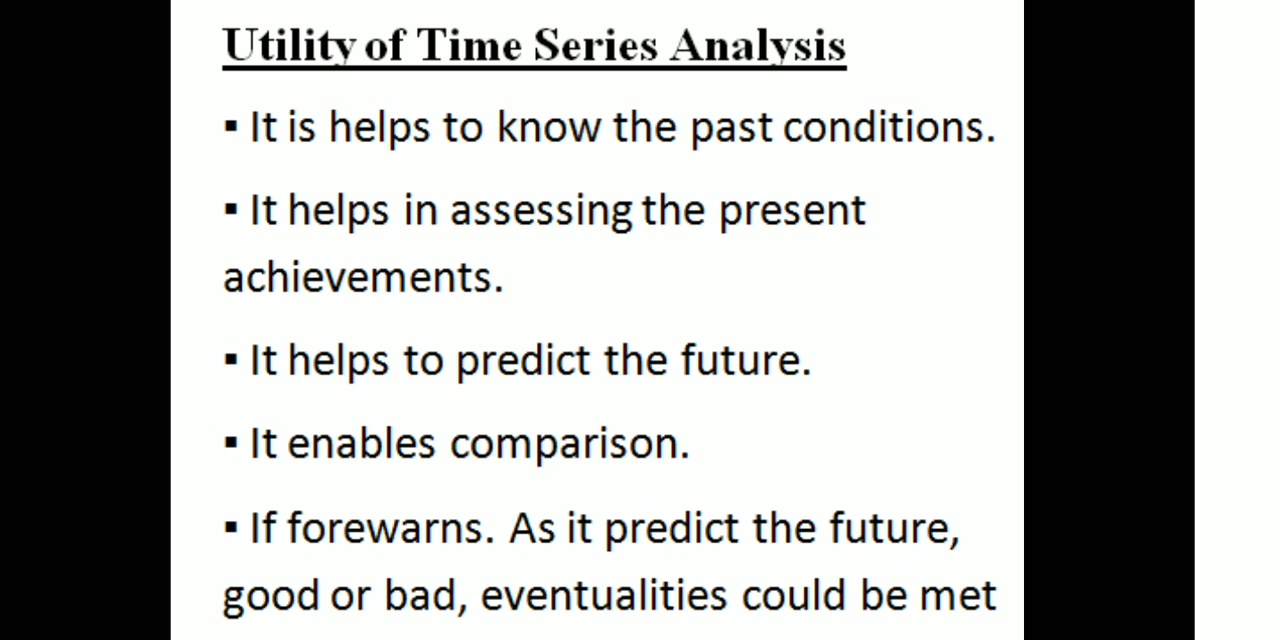 Utility of Time Series Analysis
▪ It is helps to know the past conditions.
▪ It helps in assessing the present
achievements.
▪ It helps to predict the future.
▪ It enables comparison.
▪ If forewarns. As it predict the future,
good or bad, eventualities could be met